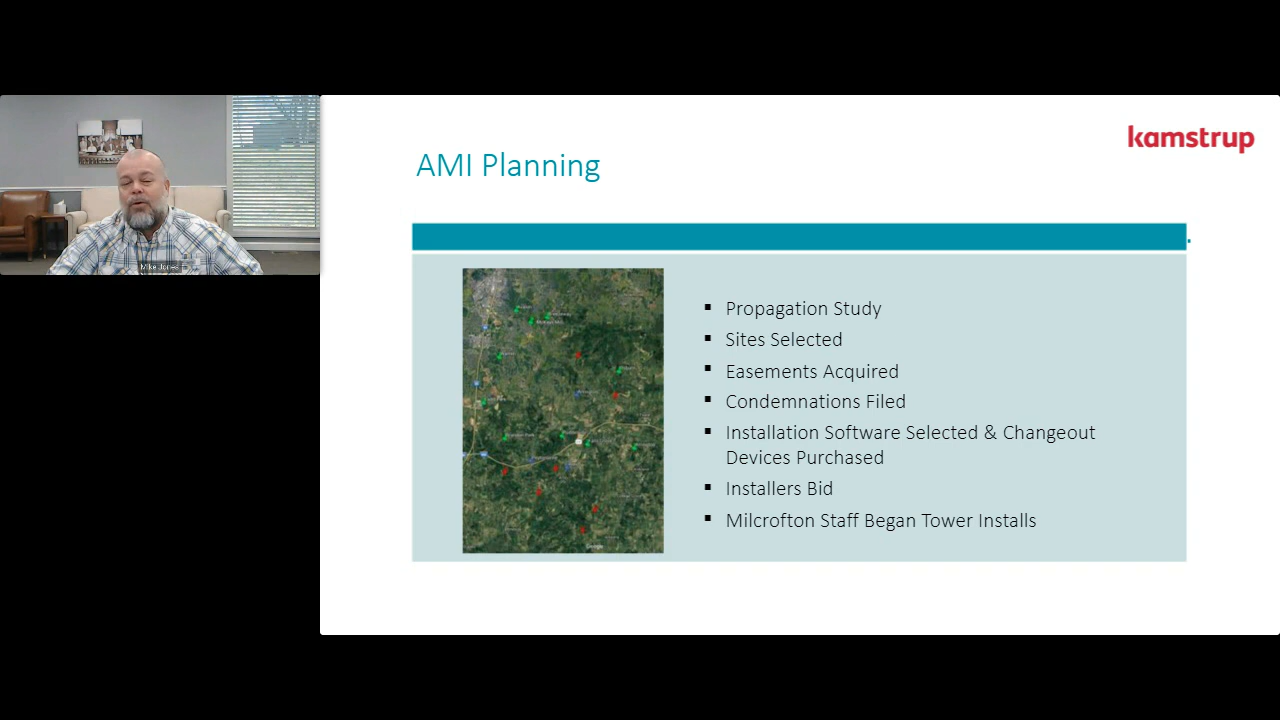 kamstrup
AMI Planning
Mike Jones
▪ Propagation Study
▪ Sites Selected
▪ Easements Acquired
▪ Condemnations Filed
▪ Installation Software Selected & Changeout
Devices Purchased
▪ Installers Bid
▪ Milcrofton Staff Began Tower Installs